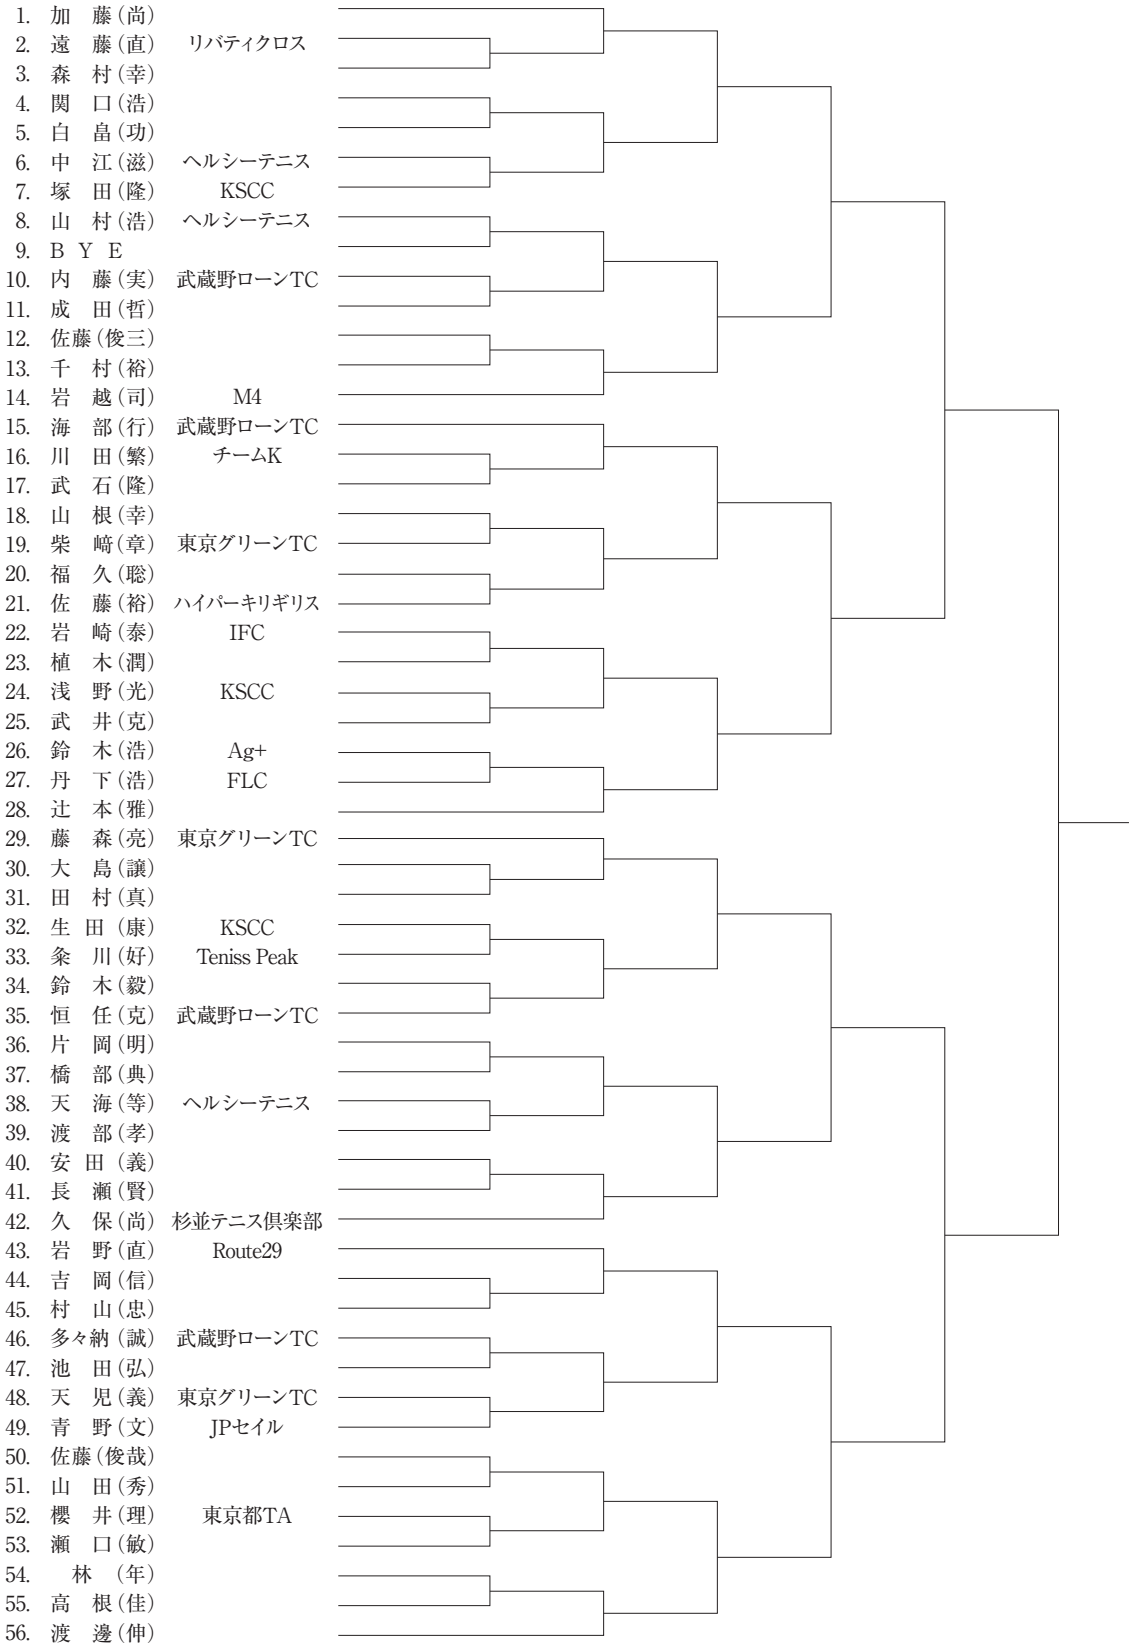 1. 加 藤(尚)
2. 遠 藤(直) リバティクロス
3. 森 村(幸)
4. 関 口(浩)
5. 白 畠(功)
6. 中 江(滋) ヘルシーテニス
7. 塚 田(隆) KSCC
8. 山 村(浩) ヘルシーテニス
9. B Y E
10. 内 藤(実) 武蔵野ローンTC
11. 成 田(哲)
12. 佐藤(俊三)
13. 千 村(裕)
14. 岩 越(司) M4
15. 海 部(行) 武蔵野ローンTC
16. 川 田(繁) チームK
17. 武 石(隆)
18. 山 根(幸)
19. 柴 﨑(章) 東京グリーンTC
20. 福 久(聡)
21. 佐 藤(裕) ハイパーキリギリス
22. 岩 崎(泰) IFC
23. 植 木(潤)
24. 浅 野(光) KSCC
25. 武 井(克)
26. 鈴 木(浩) Ag+
27. 丹 下(浩) FLC
28. 辻 本(雅)
29. 藤 森(亮) 東京グリーンTC
30. 大 島(譲)
31. 田 村(真)
32. 生 田(康) KSCC
33. 粂 川(好) Teniss Peak
34. 鈴 木(毅)
35. 恒 任(克) 武蔵野ローンTC
36. 片 岡(明)
37. 橋 部(典)
38. 天 海(等) ヘルシーテニス
39. 渡 部(孝)
40. 安 田(義)
41. 長 瀬(賢)
42. 久 保(尚) 杉並テニス倶楽部
43. 岩 野(直) Route29
44. 吉 岡(信)
45. 村 山(忠)
46. 多々納(誠) 武蔵野ローンTC
47. 池 田(弘)
48. 天 児(義) 東京グリーンTC
49. 青 野(文) JPセイル
50. 佐藤(俊哉)
51. 山 田(秀)
52. 櫻 井(理) 東京都TA
53. 瀬 口(敏)
54. 林 (年)
55. 高 根(佳)
56. 渡 邊(伸)